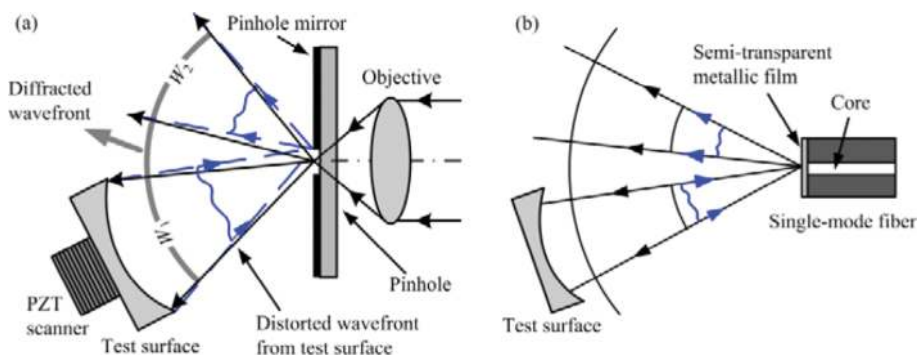 (a)
Pinhole mirror
Objective
Diffracted
wavefront
W₂
W₁
Pinhole
PZT
scanner
Test surface
Distorted wavefront
from test surface
(b)
Semi-transparent
metallic film
Core
Single-mode fiber
Test surface